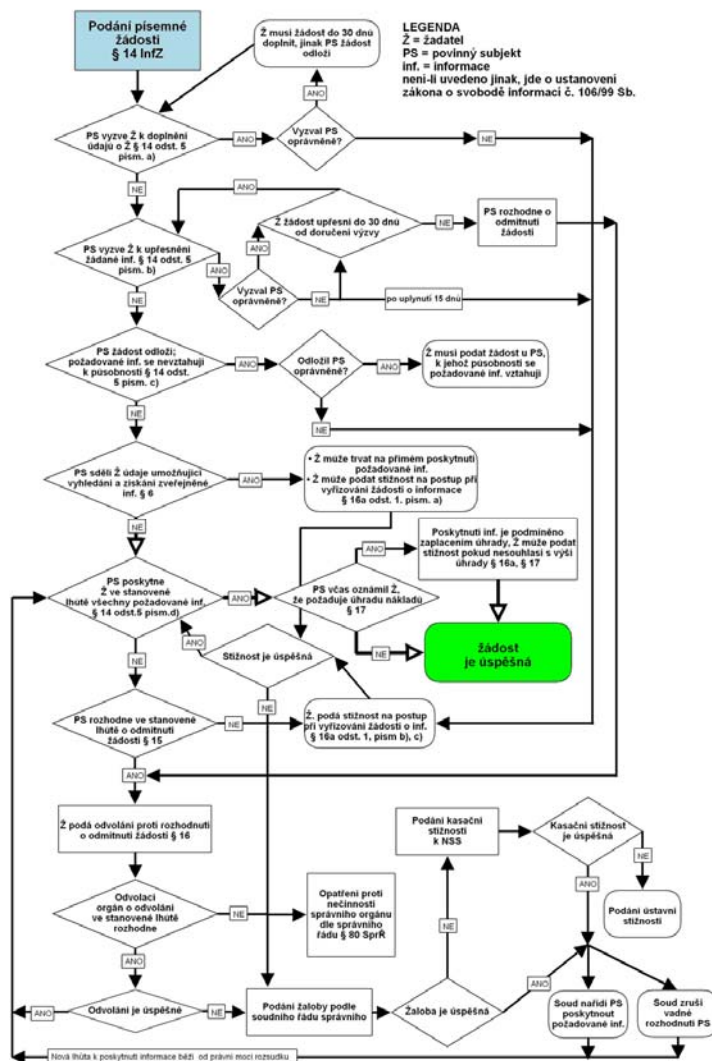 Podání písemné
žádosti
§ 14 InfZ
Ž musí žádost do 30 dnů
doplnit, jinak PS žádost
odloží
LEGENDA
Ž = žadatel
PS = povinný subjekt
inf. = informace
neni-li uvedeno jinak, jde o ustanovení
zákona o svobodě informací č. 106/99 Sb.
ANO
PS vyzve Ž k doplnění
údajů o Ž § 14 odst. 5
písm. a)
ANO
Vyzval PS
oprávněně?
NE
NE
ANO
PS vyzve Ž k upřesnění
žádané inf. § 14 odst. 5
písm. b)
Ž žádost upřesní do 30 dnů
od doručení výzvy
NE
PS rozhodne o
odmítnutí
žádosti
ANO
ANO
Vyzval PS
oprávněně?
NE
po uplynutí 15 dnů
NE
PS žádost odloží;
požadované inf. se nevztahují
k působnosti § 14 odst.
5 písm. c)
ANO
Odložil PS
oprávněně?
ANO
Ž musí podat žádost u PS,
k jehož působnosti se
požadované inf. vztahují
NE
NE
PS sdělí Ž údaje umožňující
vyhledání a získání zveřejněné
inf. § 6
ANO
• Ž může trvat na přímém poskytnutí
požadované inf.
• Ž může podat stížnost na postup při
vyřizování žádosti o informace
§ 16a odst. 1. písm. a)
NE
PS poskytne
Ž ve stanovené
lhůtě všechny požadované inf.
§ 14 odst.5 písm.d)
ANO
PS včas oznámil Ž,
že požaduje úhradu nákladů
§ 17
ANO
Poskytnutí inf. je podmíněno
zaplacením úhrady, Ž může podat
stížnost pokud nesouhlasí s výší
úhrady § 16a, § 17
NE
žádost
je úspěšná
ANO
Stížnost je úspěšná
NE
NE
PS rozhodne ve stanovené
lhůtě o odmítnutí
žádosti § 15
NE
Ž. podá stížnost na postup
při vyřizování žádosti o inf.
§ 16a odst. 1, písm b), c)
ANO
Ž podá odvolání proti rozhodnutí
o odmítnutí žádosti § 16
Podání kasační
stížnosti
k NSS
Kasační stížnost
je úspěšná
NE
ANO
Podání ústavní
stížnosti
Odvolací
orgán o odvolání
ve stanovené lhůtě
rozhodne
NE
Opatření proti
nečinnosti
správního orgánu
dle správního
řádu § 80 SprŘ
NE
ANO
ANO
Odvolání je úspěšné
NE
Podání žaloby podle
soudního řádu správního
Žaloba je úspěšná
ANO
Soud nařídí PS
poskytnout
požadované inf.
Soud zruší
vadné
rozhodnutí PS
Nová lhůta k poskytnutí informace běží od právní moci rozsudku